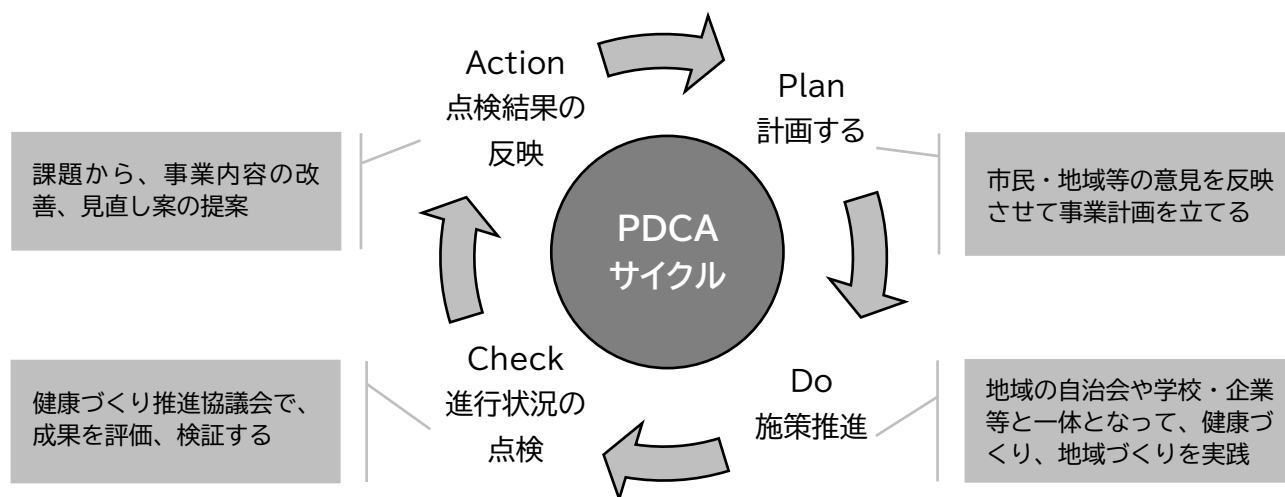 Action
点検結果の
反映
Plan
計画する
課題から、事業内容の改
善、見直し案の提案
市民・地域等の意見を反映
させて事業計画を立てる
PDCA
サイクル
Check
進行状況の
点検
Do
施策推進
健康づくり推進協議会で、
成果を評価、検証する
地域の自治会や学校・企業
等と一体となって、健康づ
くり、地域づくりを実践